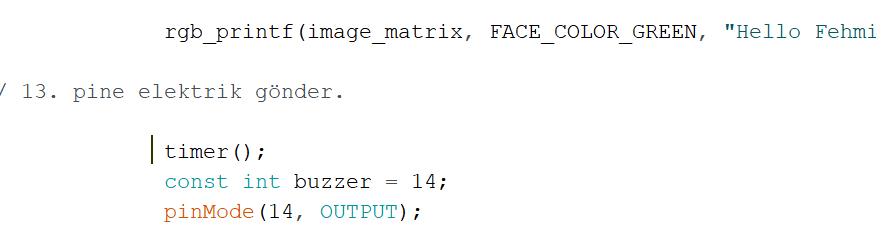 rgb_printf(image_matrix, FACE_COLOR_GREEN, "Hello Fehmi
/ 13. pine elektrik gönder.
timer();
const int buzzer = 14;
pinMode(14, OUTPUT);